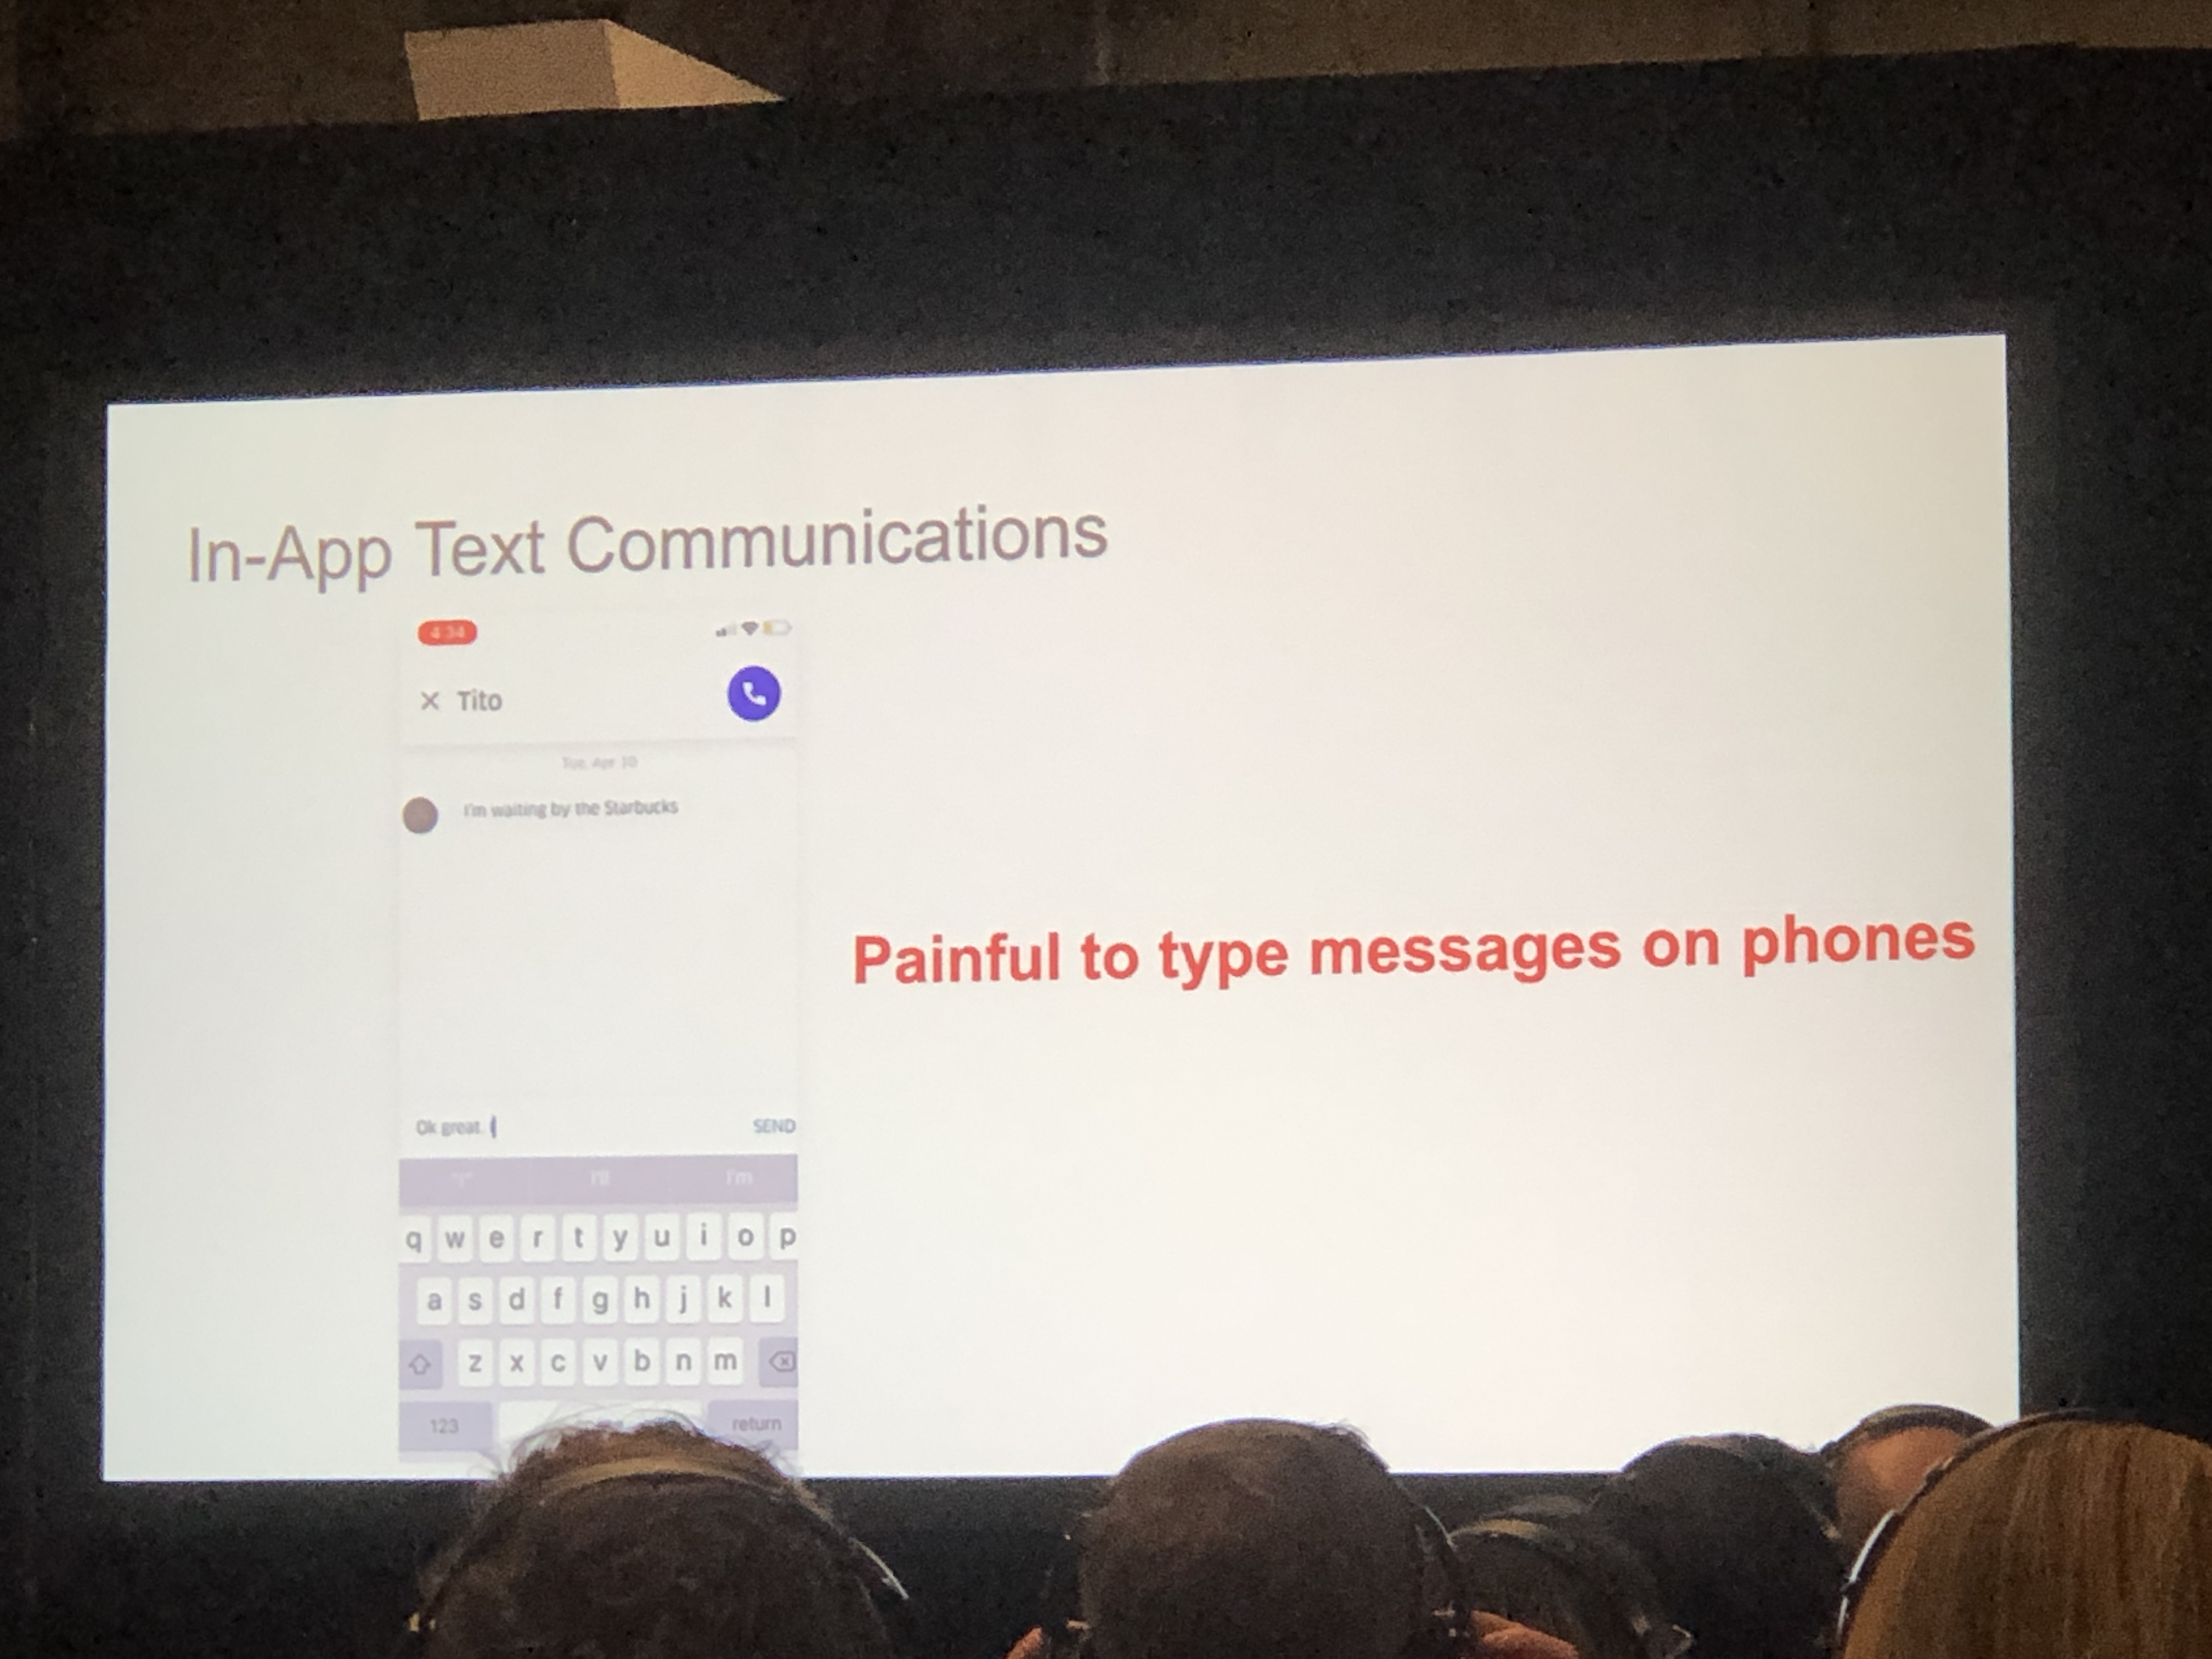 In-App Text Communications
4:34
Tito
Tue, Apr 10
I'm waiting by the Starbucks
Painful to type messages on phones
Ok great. SEND
"I" I'll I'm
q w e r t y u i o p
a s d f g h j k l
z x c v b n m
123 return